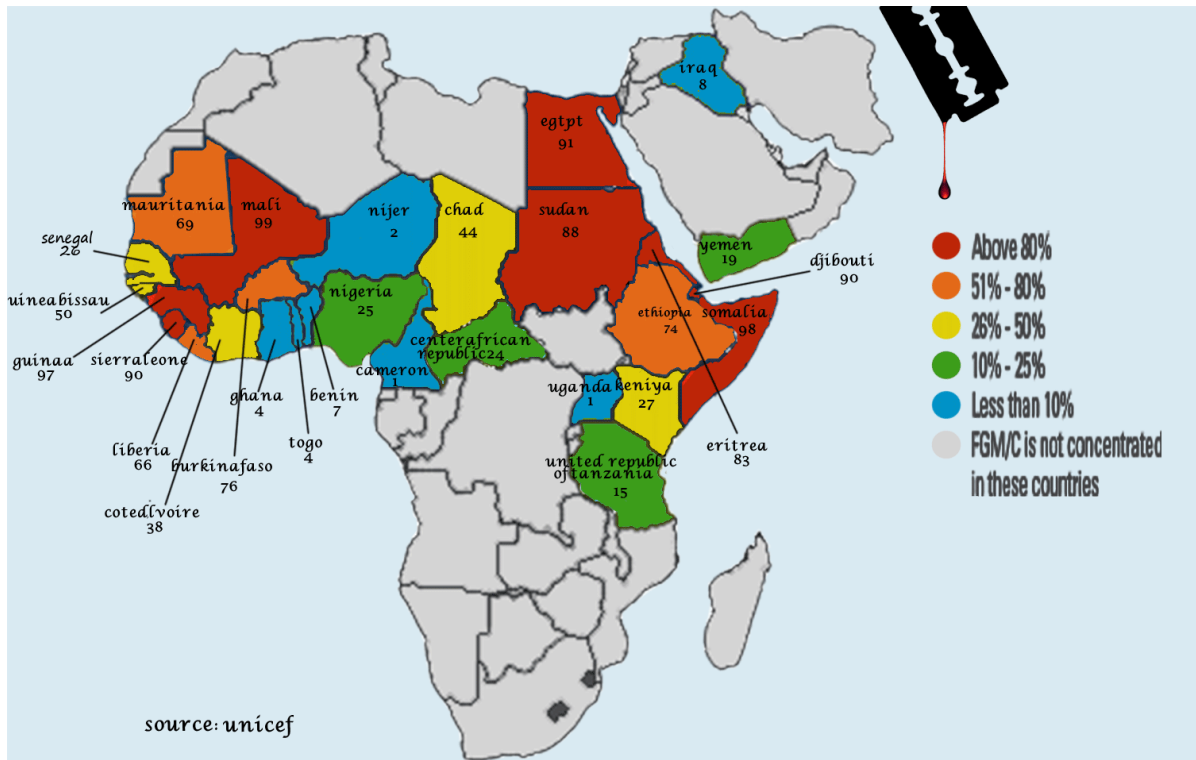 iraq
8
egtpt
91
mauritania
69
mali
99
nijer
2
chad
44
sudan
88
senegal
26
yemen
19
djibouti
90
uineabissau
50
nigeria
25
ethiopia
74
somalia
98
guinaa
97
sierraleone
90
centerafrican
republic24
cameron
1
ghana
4
benin
7
togo
4
uganda
1
keniya
27
eritrea
83
liberia
66
burkinafaso
76
united republic
oftanzania
15
cotedlvoire
38
source: unicef
Above 80%
51% - 80%
26% - 50%
10% - 25%
Less than 10%
FGM/C is not concentrated
in these countries